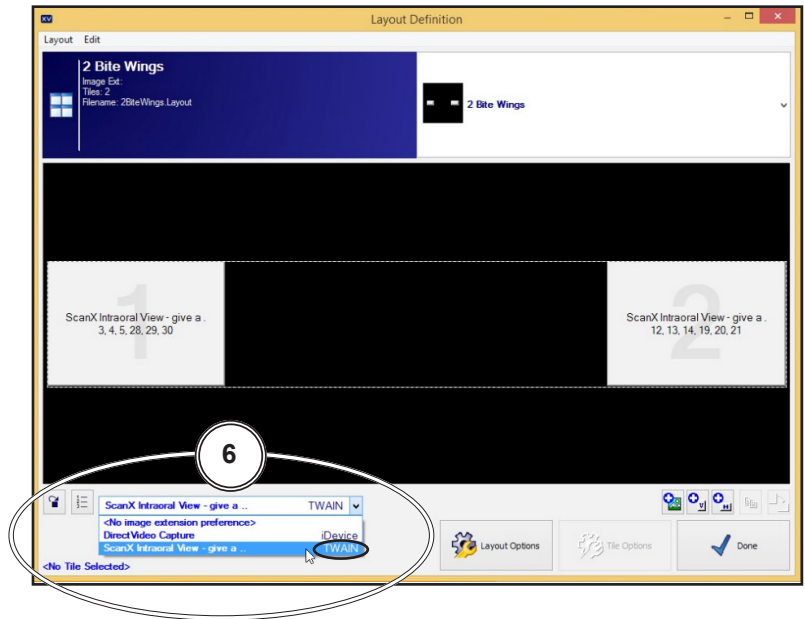 XV
Layout Definition
Layout Edit
2 Bite Wings
Image Ext:
Tiles: 2
Filename: 2BiteWings.Layout
2 Bite Wings
1
ScanX Intraoral View - give a .
3, 4, 5, 28, 29, 30
2
ScanX Intraoral View - give a .
12, 13, 14, 19, 20, 21
6
ScanX Intraoral View - give a .. TWAIN
<No image extension preference>
DirectVideo Capture iDevice
ScanX Intraoral View - give a .. TWAIN
<No Tile Selected>
Layout Options
Tile Options
Done